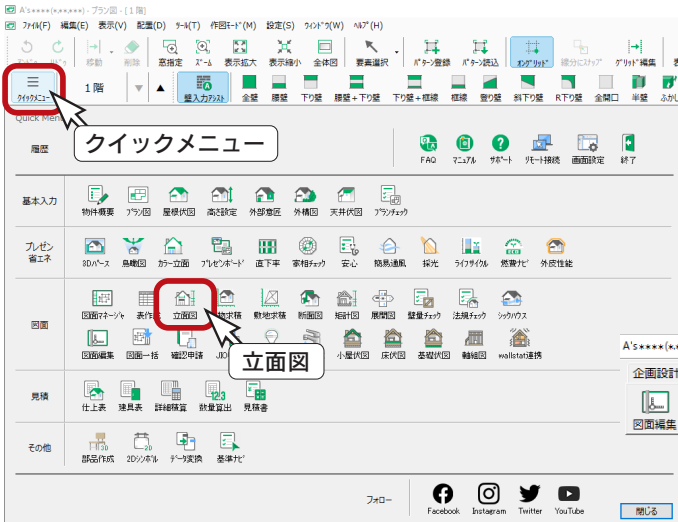 A's****(*,**,***) - プラン図 - [1 階]
ファイル(F) 編集(E) 表示(V) 配置(D) ツール(T) 作図モード(M) 設定(S) ウインドウ(W) ヘルプ(H)
移動 削除 窓指定 ズーム 表示拡大 表示縮小 全体図 要素選択 パターン登録 パターン読込 オングリッド 線分にスナップ グリッド編集
クイックメニュー 1 階 壁入力アシスト 全壁 腰壁 下り壁 腰壁+下り壁 下り壁+框線 框線 登り壁 斜下り壁 R下り壁 全開口 半壁 ふかし
Quick Menu
クイックメニュー
履歴
FAQ マニュアル サポート リモート接続 画面設定 終了
基本入力
物件概要 プラン図 屋根伏図 高さ設定 外部意匠 外構図 天井伏図 プランチェック
プレゼン
省エネ
3Dパース 鳥瞰図 カラー立面 プレゼンボード 直下率 家相チェック 安心 簡易通風 採光 ライフサイクル 燃費ナビ 外皮性能
図面
図面マネージャ 表作成 立面図 建物求積 敷地求積 断面図 矩計図 展開図 壁量チェック 法規チェック シックハウス
図面編集 図面一括 確認申請 小屋伏図 床伏図 基礎伏図 軸組図 wallstat連携
立面図
A's****(*,*
企画設計
図面編集
見積
仕上表 建具表 詳細積算 数量算出 見積書
その他
部品作成 2Dシンボル データ変換 基準ナビ
フォロー
Facebook Instagram Twitter YouTube
閉じる